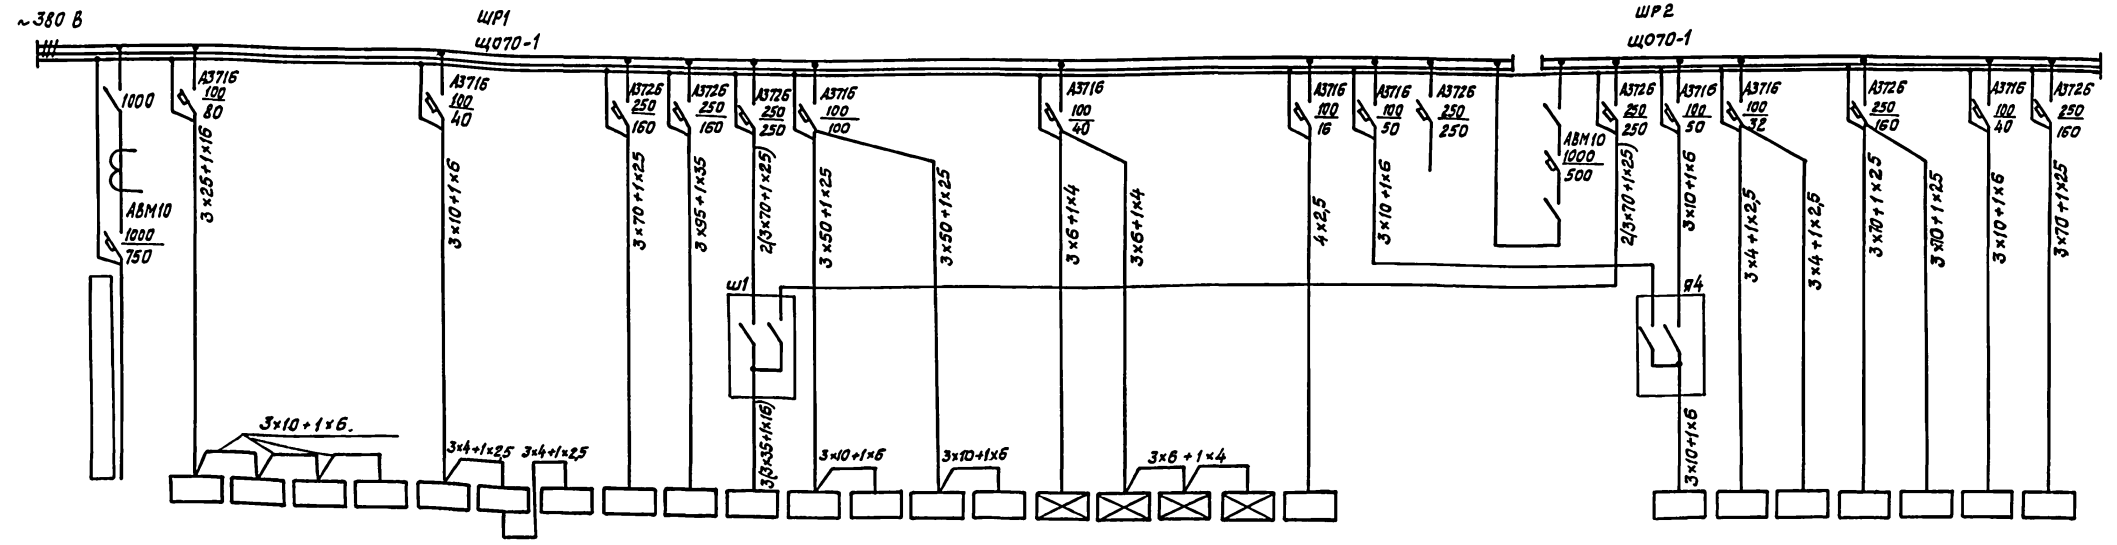 ~380 В
ШР1
ЩО70-1
ШР2
ЩО70-1
1000
АВМ10
1000
750
А3716
100
80
3×25+1×16
А3716
100
40
3×10+1×6
А3726
250
160
3×70+1×25
А3726
250
160
3×95+1×35
А3726
250
250
2(3×70+1×25)
А3716
100
100
3×50+1×25
3×50+1×25
А3716
100
40
3×6+1×4
3×6+1×4
А3716
100
16
4×2,5
А3716
100
50
3×10+1×6
А3726
250
250
АВМ10
1000
500
А3726
250
250
2(3×70+1×25)
А3716
100
50
3×10+1×6
А3716
100
32
3×4+1×2,5
3×4+1×2,5
А3726
250
160
3×70+1×25
3×70+1×25
А3716
100
40
3×10+1×6
А3726
250
160
3×70+1×25
Ш1
Я4
3×10+1×6.
3×4+1×2,5
3×4+1×2,5
3(3×35+1×16)
3×10+1×6
3×10+1×6
3×6+1×4
3×10+1×6